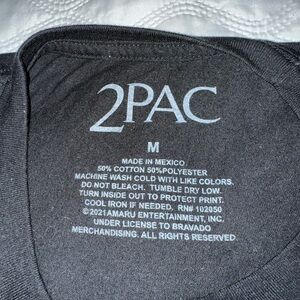 2PAC
M
MADE IN MEXICO
50% COTTON 50%POLYESTER
MACHINE WASH COLD WITH LIKE COLORS.
DO NOT BLEACH. TUMBLE DRY LOW.
TURN INSIDE OUT TO PROTECT PRINT.
COOL IRON IF NEEDED. RN# 102050
©2021AMARU ENTERTAINMENT, INC.
UNDER LICENSE TO BRAVADO
MERCHANDISING. ALL RIGHTS RESERVED.